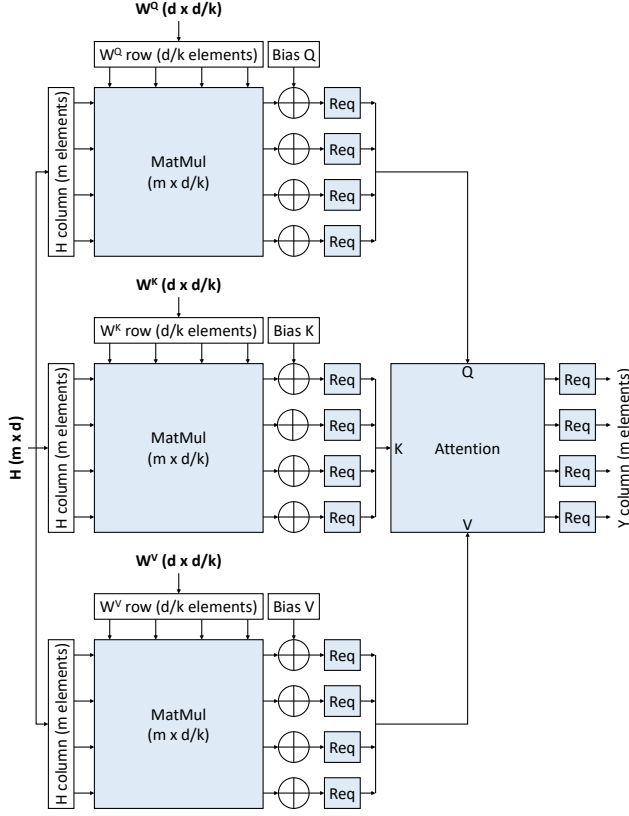 W^Q (d x d/k)
W^Q row (d/k elements)
Bias Q
H column (m elements)
MatMul
(m x d/k)
Req
Req
Req
Req
W^K (d x d/k)
W^K row (d/k elements)
Bias K
H (m x d)
H column (m elements)
MatMul
(m x d/k)
Req
Req
Req
Req
Q
K
Attention
V
Req
Req
Req
Req
Y column (m elements)
W^V (d x d/k)
W^V row (d/k elements)
Bias V
H column (m elements)
MatMul
(m x d/k)
Req
Req
Req
Req